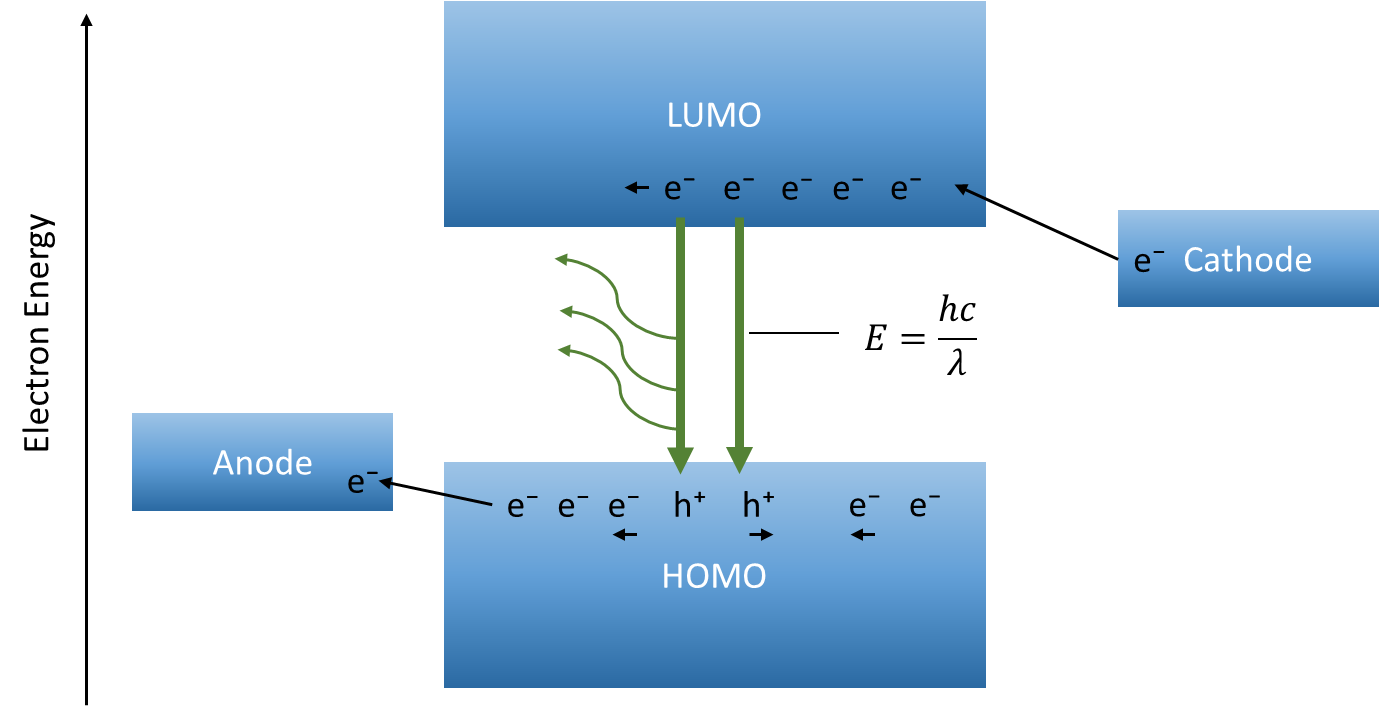 LUMO
e⁻ e⁻ e⁻ e⁻ e⁻
e⁻ Cathode
Electron Energy
E = hc/λ
Anode
e⁻
e⁻ e⁻ e⁻ h⁺ h⁺ e⁻ e⁻
HOMO